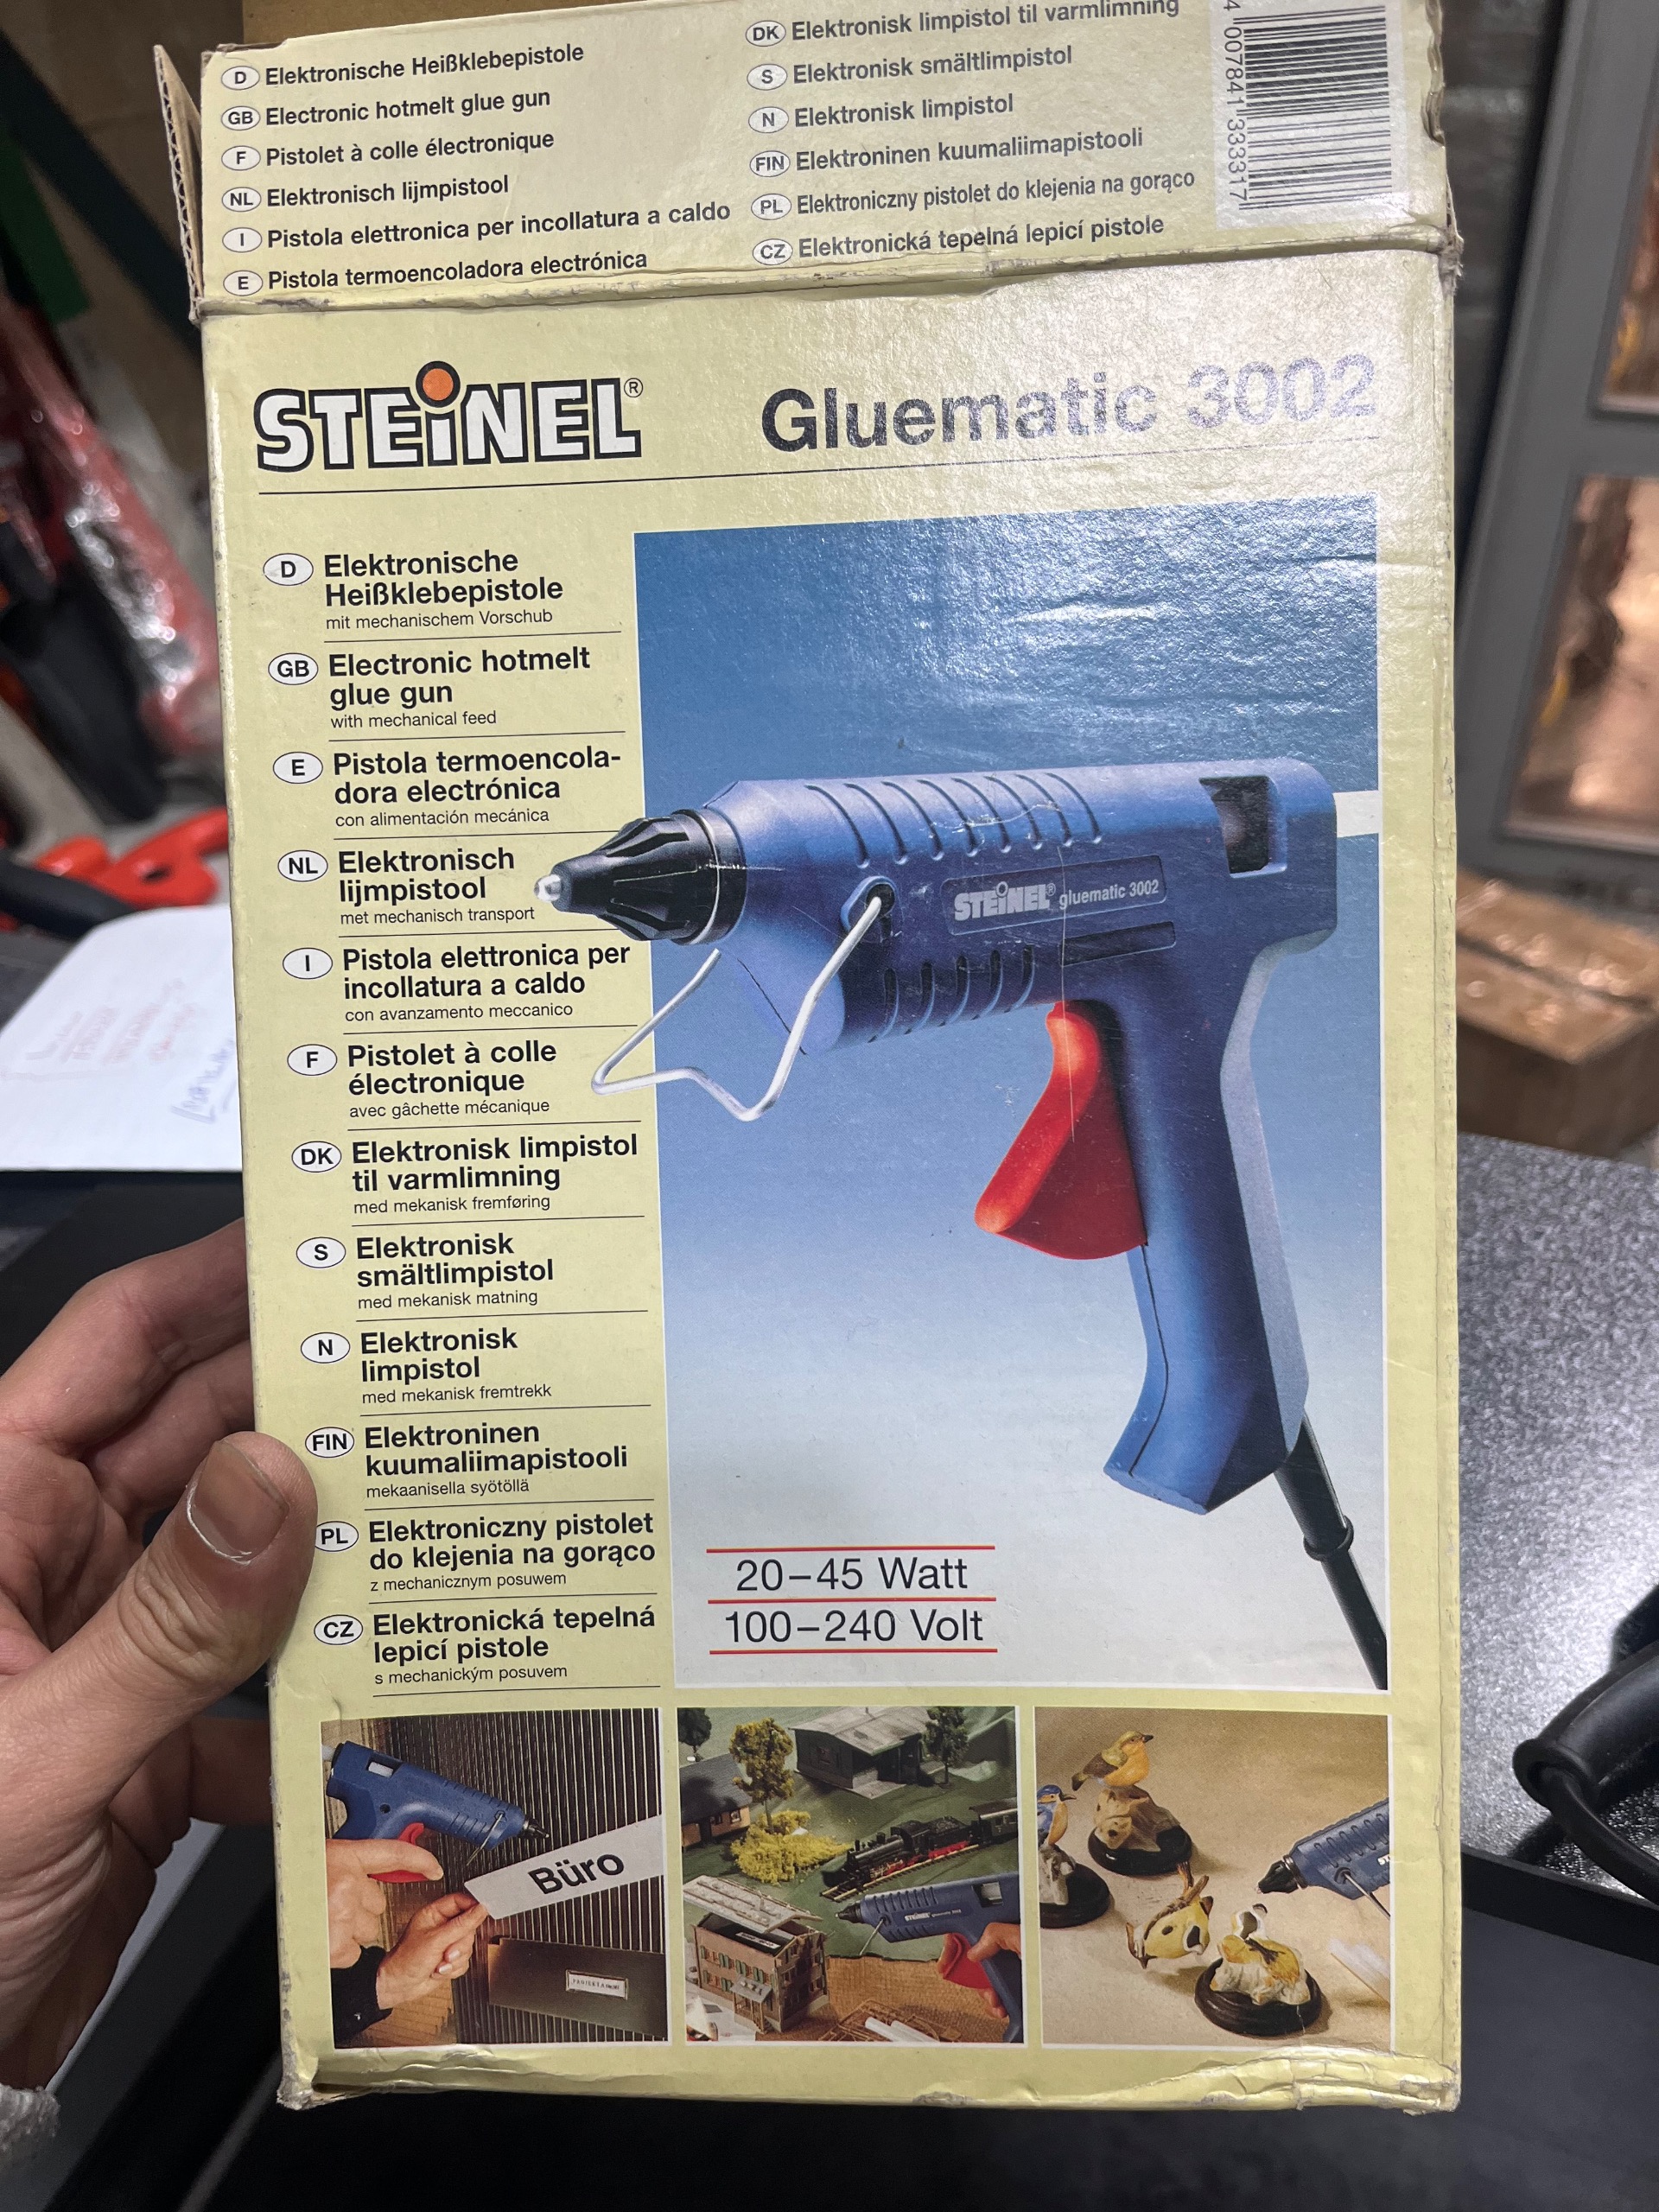 D Elektronische Heißklebepistole
GB Electronic hotmelt glue gun
F Pistolet à colle électronique
NL Elektronisch lijmpistool
I Pistola elettronica per incollatura a caldo
E Pistola termoencoladora electrónica
DK Elektronisk limpistol til varmlimning
S Elektronisk smältlimpistol
N Elektronisk limpistol
FIN Elektroninen kuumaliimapistooli
PL Elektroniczny pistolet do klejenia na gorąco
CZ Elektronická tepelná lepicí pistole
4 007841 333317
STEiNEL® Gluematic 3002
D Elektronische
Heißklebepistole
mit mechanischem Vorschub
GB Electronic hotmelt
glue gun
with mechanical feed
E Pistola termoencola-
dora electrónica
con alimentación mecánica
NL Elektronisch
lijmpistool
met mechanisch transport
I Pistola elettronica per
incollatura a caldo
con avanzamento meccanico
F Pistolet à colle
électronique
avec gâchette mécanique
DK Elektronisk limpistol
til varmlimning
med mekanisk fremføring
S Elektronisk
smältlimpistol
med mekanisk matning
N Elektronisk
limpistol
med mekanisk fremtrekk
FIN Elektroninen
kuumaliimapistooli
mekaanisella syötöllä
PL Elektroniczny pistolet
do klejenia na gorąco
z mechanicznym posuwem
CZ Elektronická tepelná
lepicí pistole
s mechanickým posuvem
STEiNEL® gluematic 3002
20–45 Watt
100–240 Volt
Büro